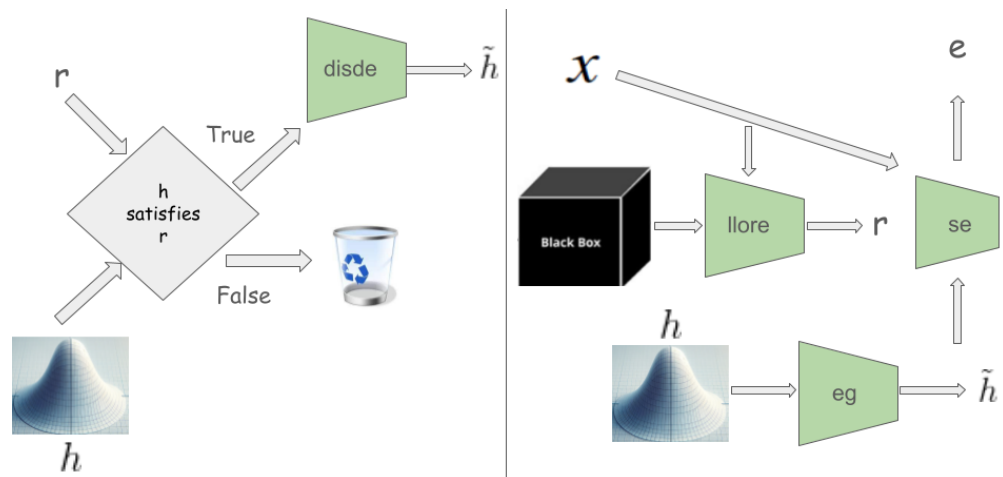 r
True
disde
h̃
h
satisfies
r
False
h
x
e
Black Box
llore
r
se
h
eg
h̃